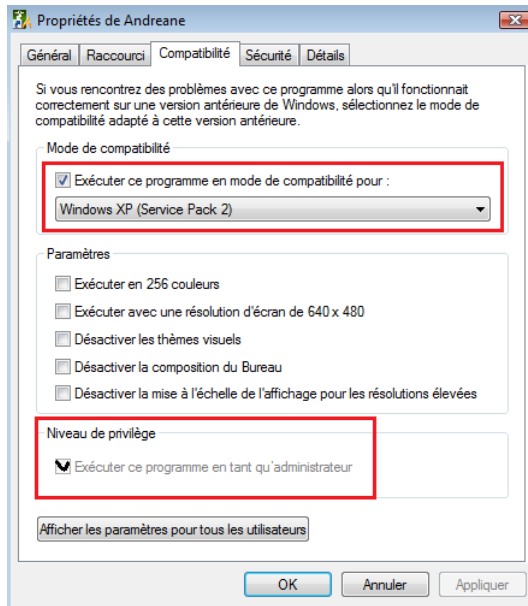 Propriétés de Andreane
Général Raccourci Compatibilité Sécurité Détails
Si vous rencontrez des problèmes avec ce programme alors qu'il fonctionnait
correctement sur une version antérieure de Windows, sélectionnez le mode de
compatibilité adapté à cette version antérieure.
Mode de compatibilité
Exécuter ce programme en mode de compatibilité pour :
Windows XP (Service Pack 2)
Paramètres
Exécuter en 256 couleurs
Exécuter avec une résolution d'écran de 640 x 480
Désactiver les thèmes visuels
Désactiver la composition du Bureau
Désactiver la mise à l'échelle de l'affichage pour les résolutions élevées
Niveau de privilège
Exécuter ce programme en tant qu'administrateur
Afficher les paramètres pour tous les utilisateurs
OK Annuler Appliquer